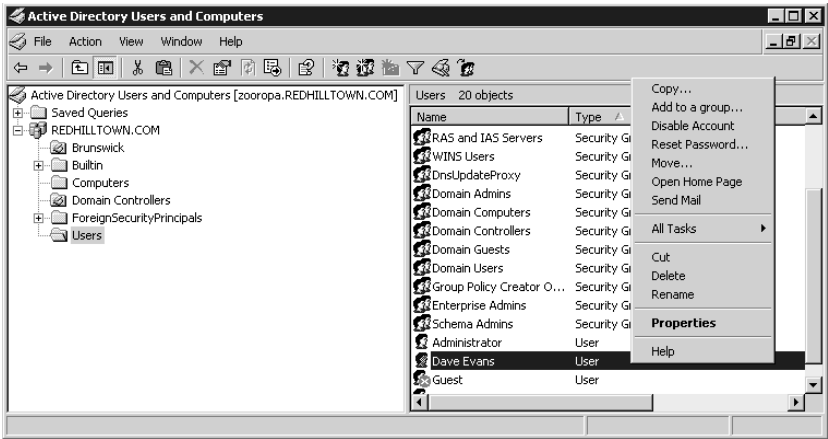 Active Directory Users and Computers
File Action View Window Help
Active Directory Users and Computers [zooropa.REDHILLTOWN.COM]
Saved Queries
REDHILLTOWN.COM
Brunswick
Builtin
Computers
Domain Controllers
ForeignSecurityPrincipals
Users
Users 20 objects
Name Type
RAS and IAS Servers Security Gr
WINS Users Security Gr
DnsUpdateProxy Security Gr
Domain Admins Security Gr
Domain Computers Security Gr
Domain Controllers Security Gr
Domain Guests Security Gr
Domain Users Security Gr
Group Policy Creator O... Security Gr
Enterprise Admins Security Gr
Schema Admins Security Gr
Administrator User
Dave Evans User
Guest User
Copy...
Add to a group...
Disable Account
Reset Password...
Move...
Open Home Page
Send Mail
All Tasks
Cut
Delete
Rename
Properties
Help